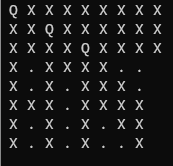 Q X X X X X X X X
X X Q X X X X X X
X X X X Q X X X X
X . X X X X . .
X . X . X X X .
X X X . X X X X
X . X . X . X X
X . X . X . . X